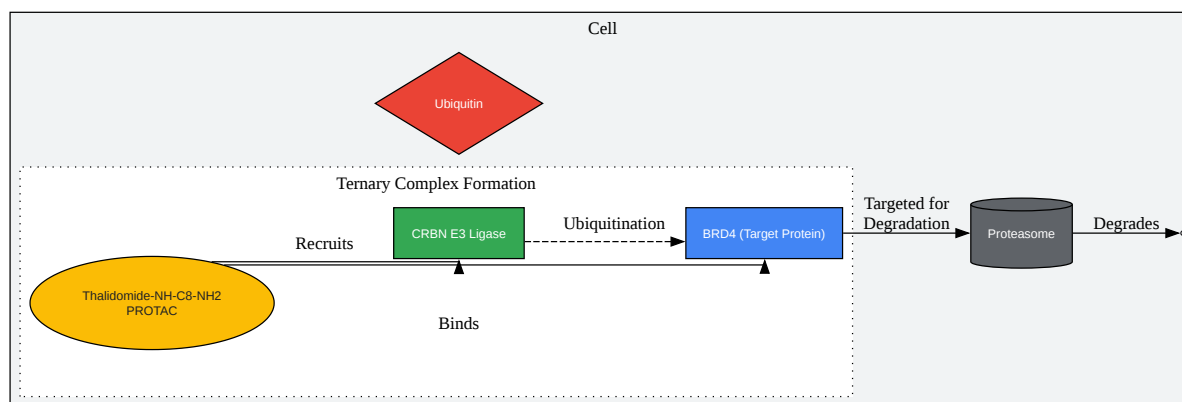 Cell
Ubiquitin
Ternary Complex Formation
Recruits
CRBN E3 Ligase
Ubiquitination
BRD4 (Target Protein)
Targeted for
Degradation
Proteasome
Degrades
Thalidomide-NH-C8-NH2
PROTAC
Binds